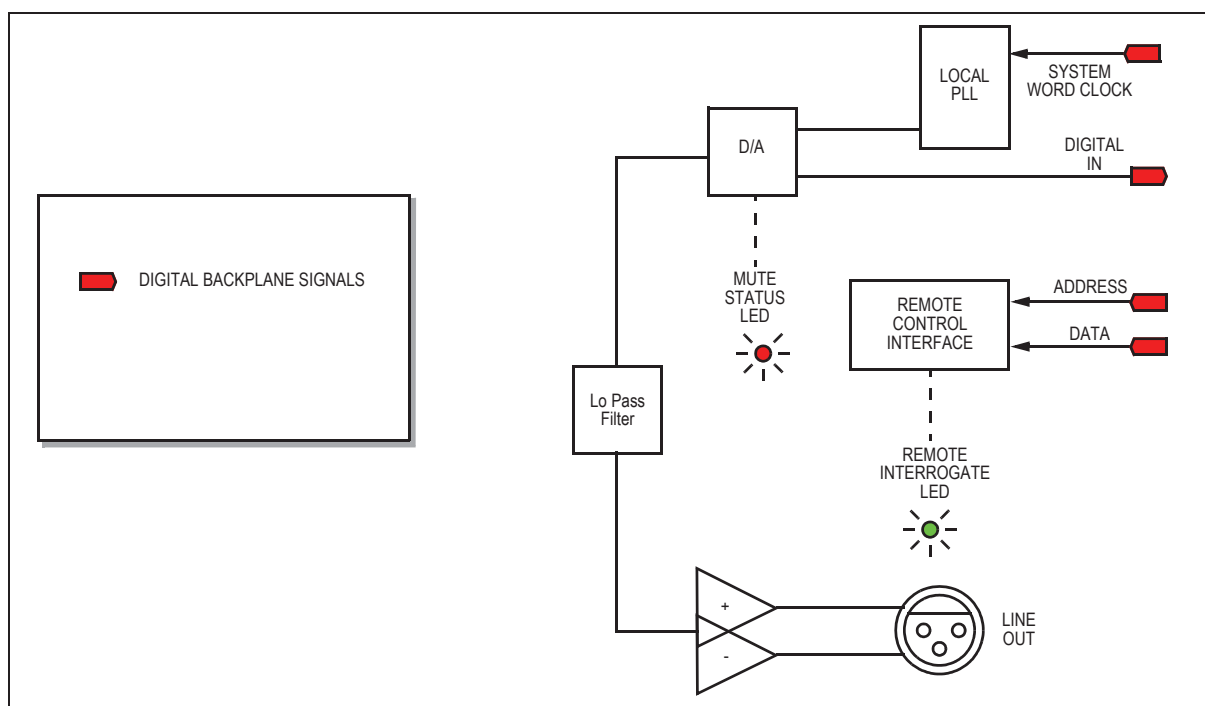 LOCAL
PLL
SYSTEM
WORD CLOCK
D/A
DIGITAL
IN
DIGITAL BACKPLANE SIGNALS
MUTE
STATUS
LED
REMOTE
CONTROL
INTERFACE
ADDRESS
DATA
Lo Pass
Filter
REMOTE
INTERROGATE
LED
+
-
LINE
OUT